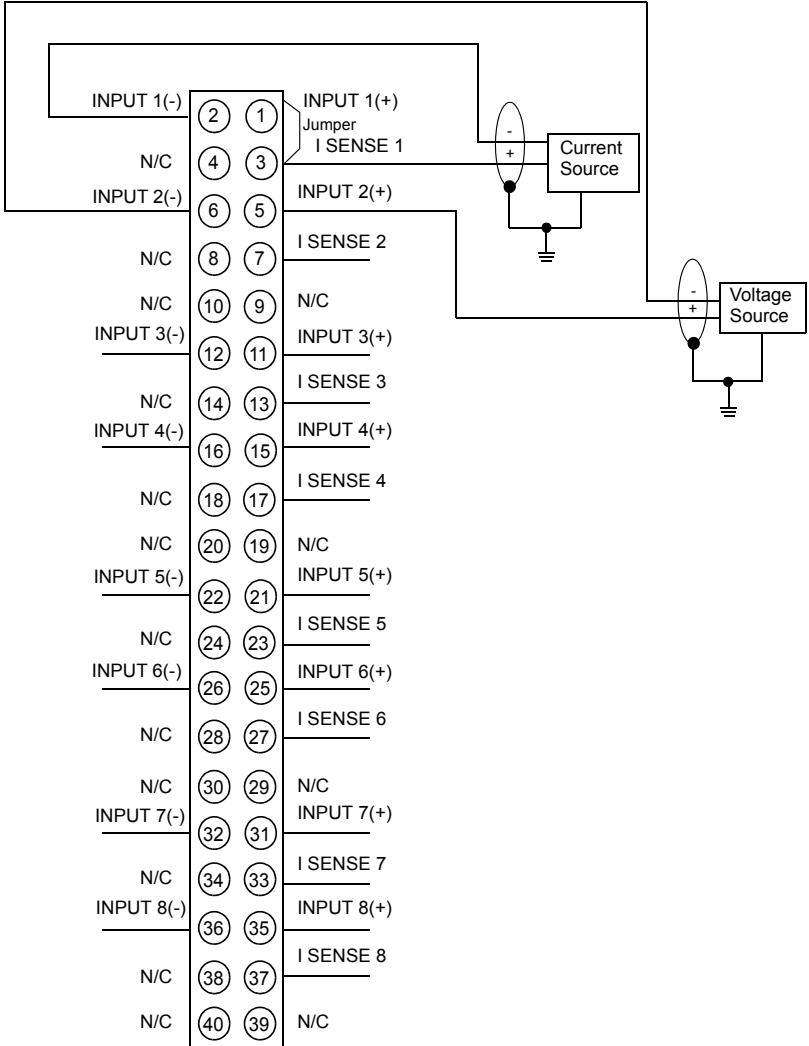 INPUT 1(-) 2 1 INPUT 1(+)
Jumper
N/C 4 3 I SENSE 1
- +
Current
Source
INPUT 2(-) 6 5 INPUT 2(+)
N/C 8 7 I SENSE 2
- +
Voltage
Source
N/C 10 9 N/C
INPUT 3(-) 12 11 INPUT 3(+)
N/C 14 13 I SENSE 3
INPUT 4(-) 16 15 INPUT 4(+)
N/C 18 17 I SENSE 4
N/C 20 19 N/C
INPUT 5(-) 22 21 INPUT 5(+)
N/C 24 23 I SENSE 5
INPUT 6(-) 26 25 INPUT 6(+)
N/C 28 27 I SENSE 6
N/C 30 29 N/C
INPUT 7(-) 32 31 INPUT 7(+)
N/C 34 33 I SENSE 7
INPUT 8(-) 36 35 INPUT 8(+)
N/C 38 37 I SENSE 8
N/C 40 39 N/C